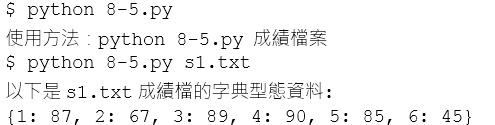 $ python 8-5.py
使用方法：python 8-5.py 成績檔案
$ python 8-5.py s1.txt
以下是 s1.txt 成績檔的字典型態資料:
{1: 87, 2: 67, 3: 89, 4: 90, 5: 85, 6: 45}